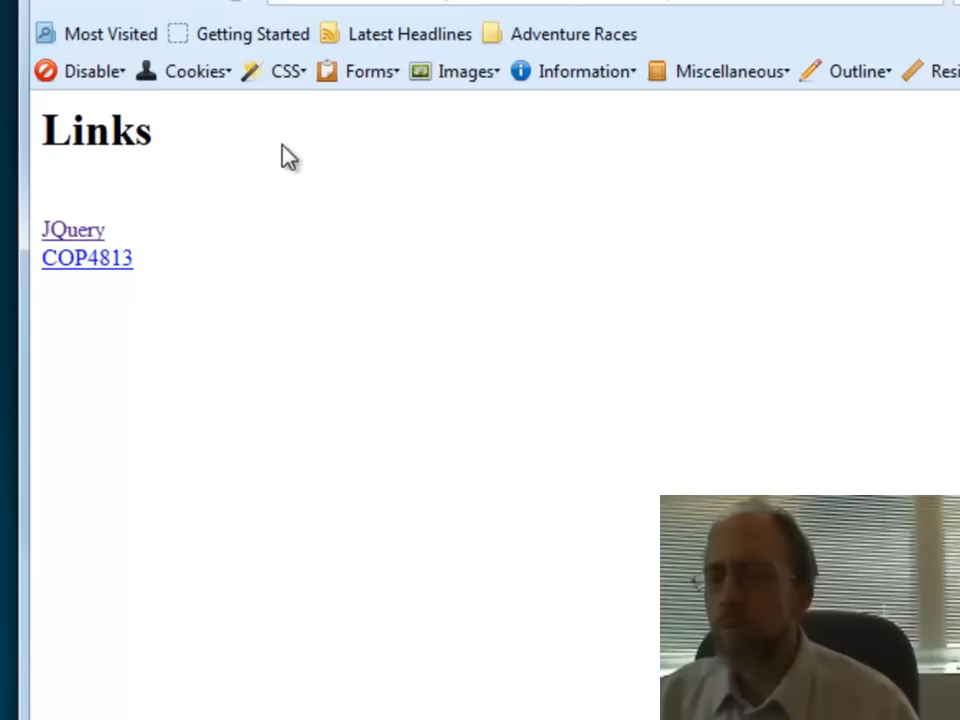 Most Visited Getting Started Latest Headlines Adventure Races
Disable Cookies CSS Forms Images Information Miscellaneous Outline
Links
JQuery
COP4813